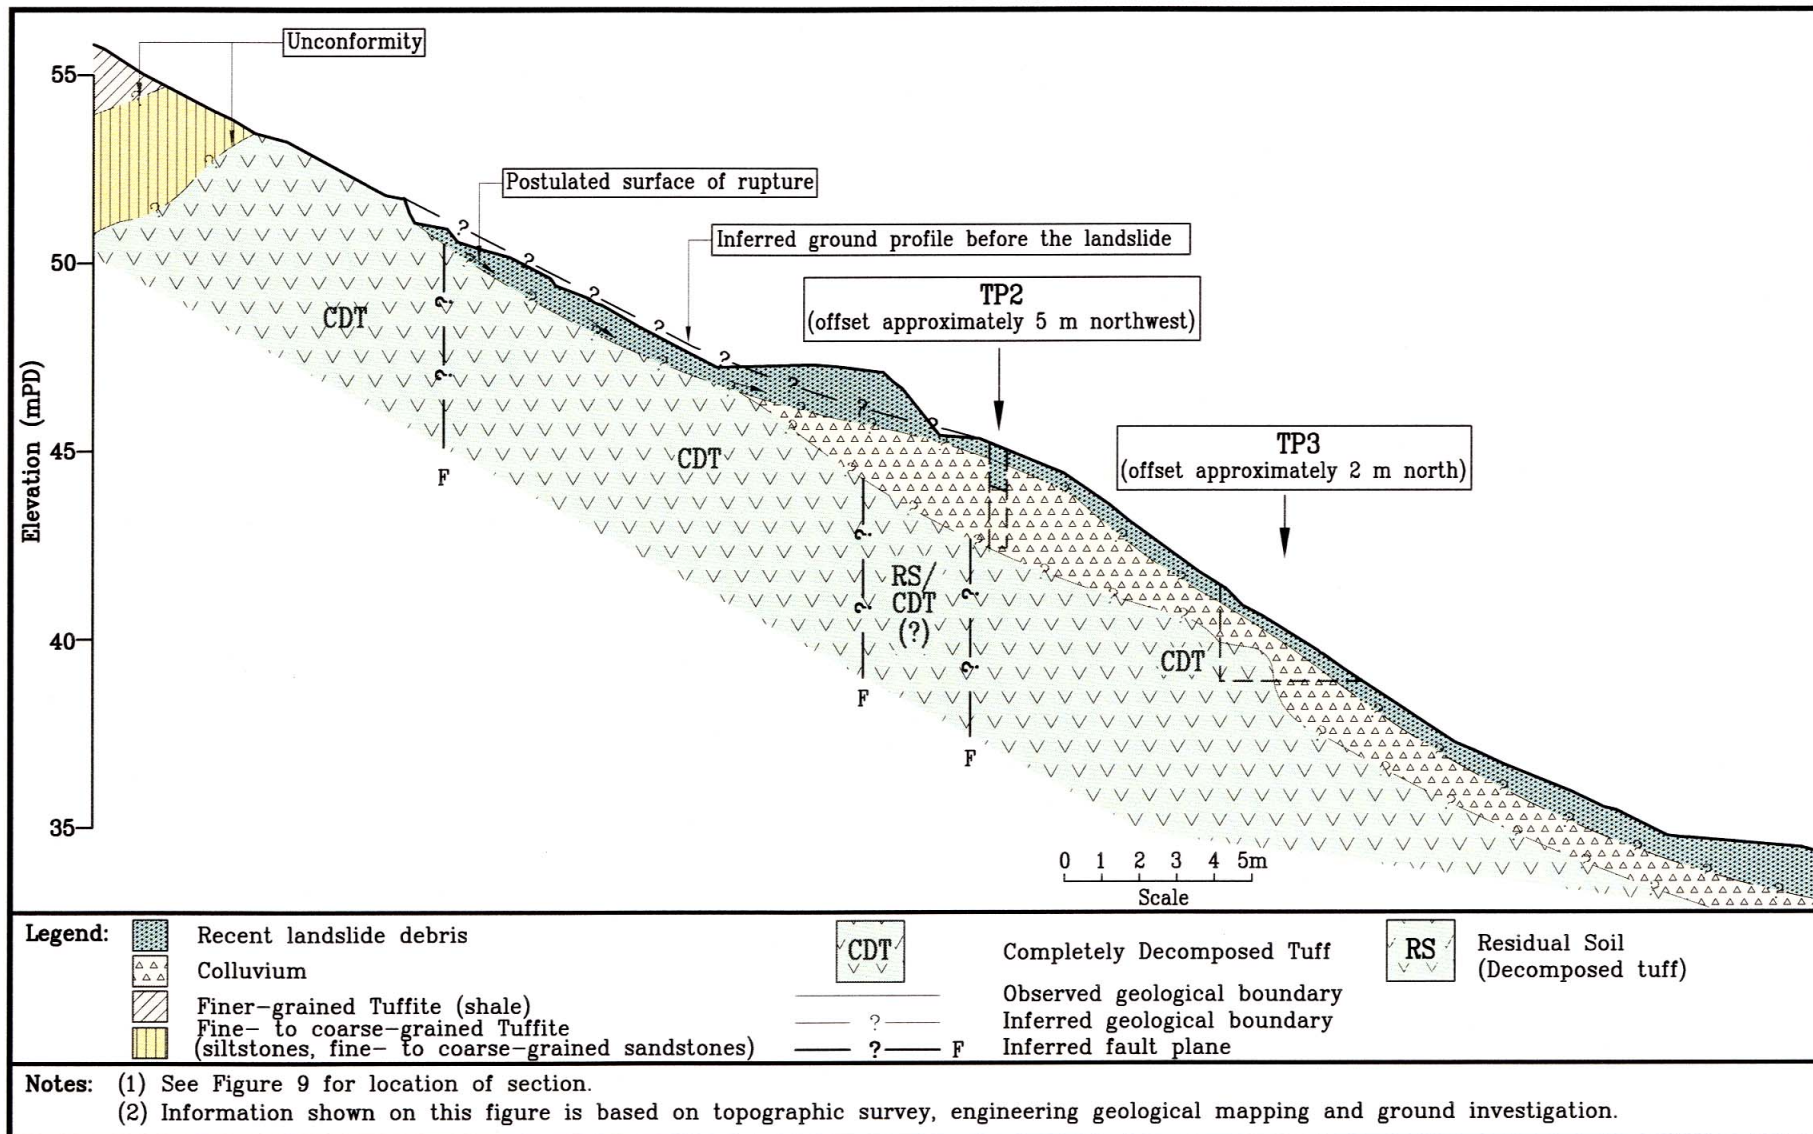 Unconformity
55
Postulated surface of rupture
Inferred ground profile before the landslide
50
TP2
(offset approximately 5 m northwest)
CDT
TP3
(offset approximately 2 m north)
45
CDT
F
Elevation (mPD)
RS/
CDT
(?)
40
CDT
F
F
35
0 1 2 3 4 5m
Scale
Legend:
Recent landslide debris
Colluvium
Finer-grained Tuffite (shale)
Fine- to coarse-grained Tuffite
(siltstones, fine- to coarse-grained sandstones)
CDT
Completely Decomposed Tuff
Observed geological boundary
? Inferred geological boundary
? F Inferred fault plane
RS
Residual Soil
(Decomposed tuff)
Notes: (1) See Figure 9 for location of section.
(2) Information shown on this figure is based on topographic survey, engineering geological mapping and ground investigation.